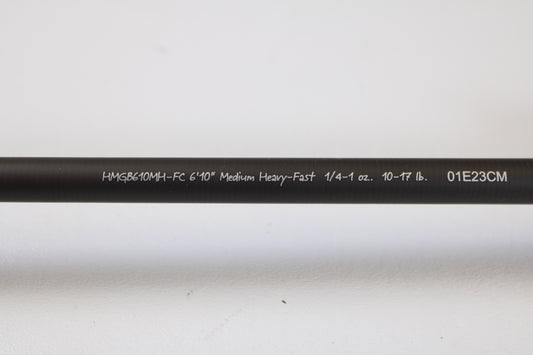 HMGB610MH-FC 6'10" Medium Heavy-Fast 1/4-1 oz. 10-17 lb. 01E23CM